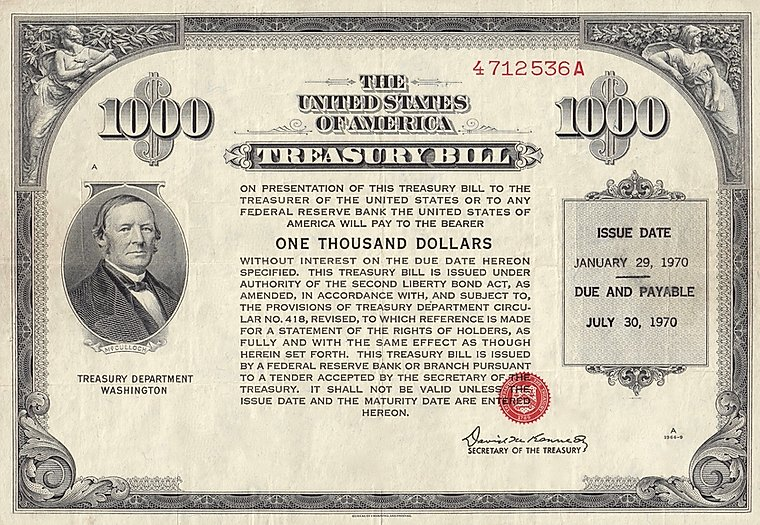 4712536A
THE
UNITED STATES
OF AMERICA
1000
1000
TREASURY BILL
A
ON PRESENTATION OF THIS TREASURY BILL TO THE
TREASURER OF THE UNITED STATES OR TO ANY
FEDERAL RESERVE BANK THE UNITED STATES OF
AMERICA WILL PAY TO THE BEARER
ONE THOUSAND DOLLARS
WITHOUT INTEREST ON THE DUE DATE HEREON
SPECIFIED. THIS TREASURY BILL IS ISSUED UNDER
AUTHORITY OF THE SECOND LIBERTY BOND ACT, AS
AMENDED, IN ACCORDANCE WITH, AND SUBJECT TO,
THE PROVISIONS OF TREASURY DEPARTMENT CIRCU-
LAR NO. 418, REVISED, TO WHICH REFERENCE IS MADE
FOR A STATEMENT OF THE RIGHTS OF HOLDERS, AS
FULLY AND WITH THE SAME EFFECT AS THOUGH
HEREIN SET FORTH. THIS TREASURY BILL IS ISSUED
BY A FEDERAL RESERVE BANK OR BRANCH PURSUANT
TO A TENDER ACCEPTED BY THE SECRETARY OF THE
TREASURY. IT SHALL NOT BE VALID UNLESS THE
ISSUE DATE AND THE MATURITY DATE ARE ENTERED
HEREON.
ISSUE DATE
JANUARY 29, 1970
DUE AND PAYABLE
JULY 30, 1970
McCULLOCH
TREASURY DEPARTMENT
WASHINGTON
David M. Kennedy
SECRETARY OF THE TREASURY
A
1966-9